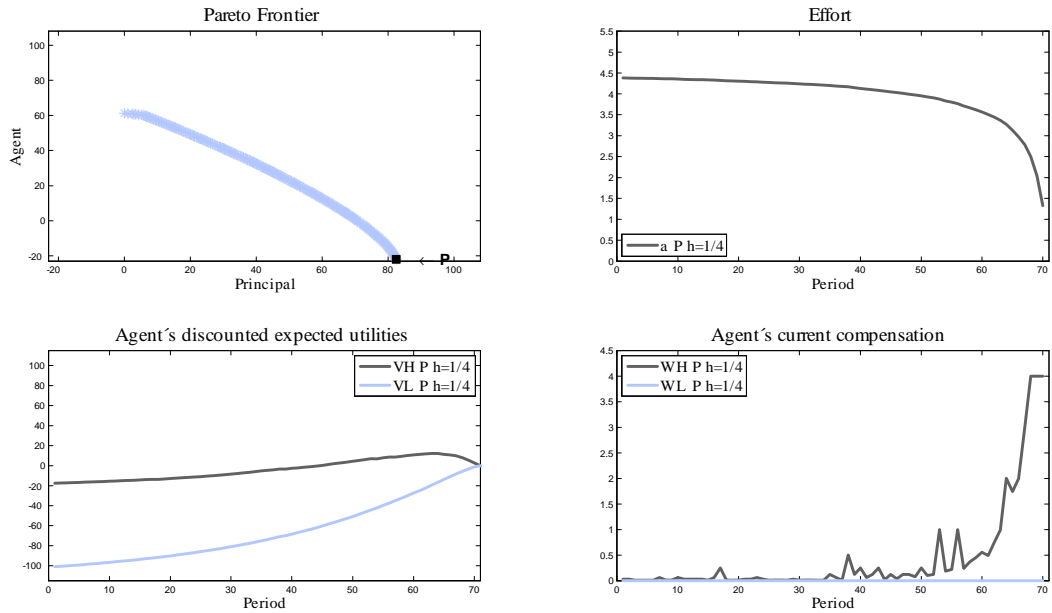 Pareto Frontier
100
80
60
40
20
0
-20
-20 0 20 40 60 80 100
Agent
Principal
P
Effort
5.5
5
4.5
4
3.5
3
2.5
2
1.5
1
0.5
0
0 10 20 30 40 50 60 70
a P h=1/4
Period
Agent´s discounted expected utilities
100
80
60
40
20
0
-20
-40
-60
-80
-100
0 10 20 30 40 50 60 70
VH P h=1/4
VL P h=1/4
Period
Agent´s current compensation
4.5
4
3.5
3
2.5
2
1.5
1
0.5
0
0 10 20 30 40 50 60 70
WH P h=1/4
WL P h=1/4
Period